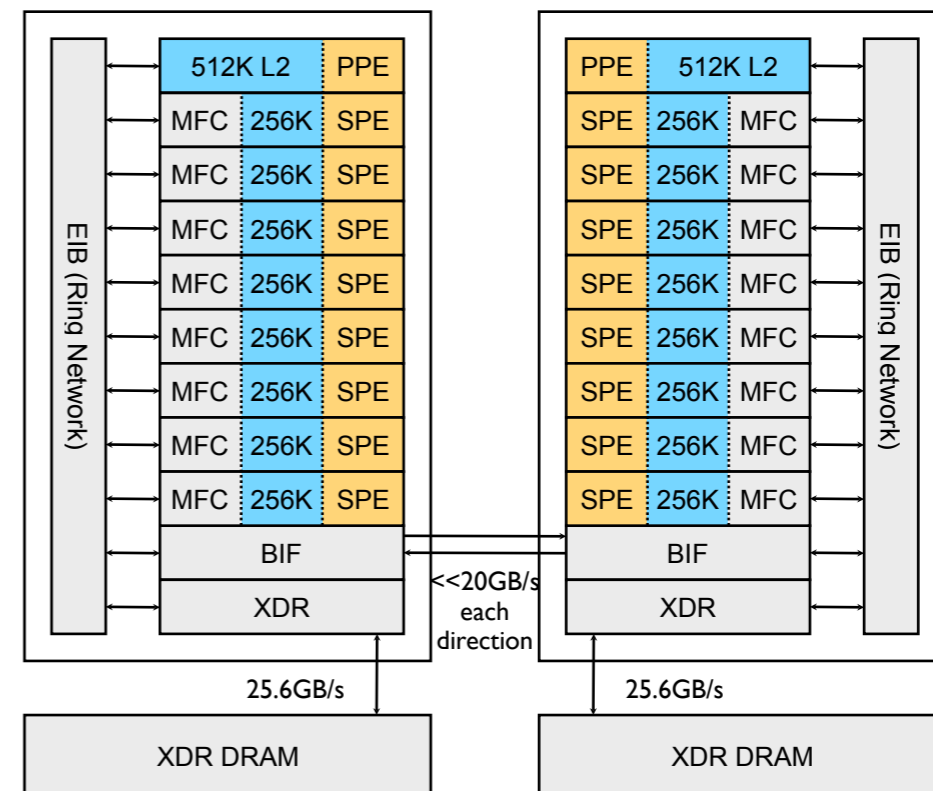 512K L2 PPE
MFC 256K SPE
MFC 256K SPE
MFC 256K SPE
MFC 256K SPE
MFC 256K SPE
MFC 256K SPE
MFC 256K SPE
MFC 256K SPE
BIF
XDR
EIB (Ring Network)
PPE 512K L2
SPE 256K MFC
SPE 256K MFC
SPE 256K MFC
SPE 256K MFC
SPE 256K MFC
SPE 256K MFC
SPE 256K MFC
SPE 256K MFC
BIF
XDR
EIB (Ring Network)
<<20GB/s
each
direction
25.6GB/s
25.6GB/s
XDR DRAM
XDR DRAM